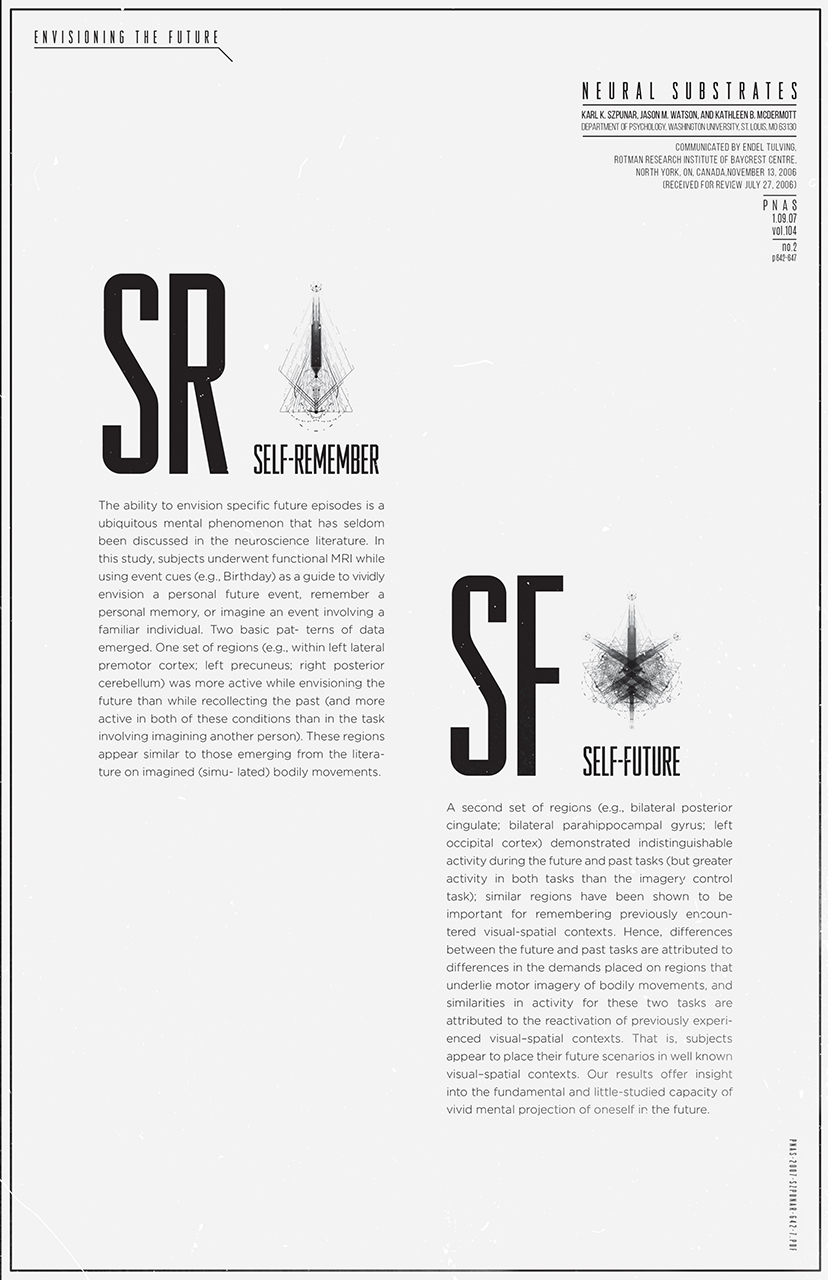 ENVISIONING THE FUTURE
NEURAL SUBSTRATES
KARL K. SZPUNAR, JASON M. WATSON, AND KATHLEEN B. MCDERMOTT
DEPARTMENT OF PSYCHOLOGY, WASHINGTON UNIVERSITY, ST. LOUIS, MO 63130
COMMUNICATED BY ENDEL TULVING,
ROTMAN RESEARCH INSTITUTE OF BAYCREST CENTRE,
NORTH YORK, ON, CANADA,NOVEMBER 13, 2006
(RECEIVED FOR REVIEW JULY 27, 2006)
PNAS
1.09.07
vol.104
no.2
p642-647
SR
SELF-REMEMBER
The ability to envision specific future episodes is a
ubiquitous mental phenomenon that has seldom
been discussed in the neuroscience literature. In
this study, subjects underwent functional MRI while
using event cues (e.g., Birthday) as a guide to vividly
envision a personal future event, remember a
personal memory, or imagine an event involving a
familiar individual. Two basic pat- terns of data
emerged. One set of regions (e.g., within left lateral
premotor cortex; left precuneus; right posterior
cerebellum) was more active while envisioning the
future than while recollecting the past (and more
active in both of these conditions than in the task
involving imagining another person). These regions
appear similar to those emerging from the litera-
ture on imagined (simu- lated) bodily movements.
SF
SELF-FUTURE
A second set of regions (e.g., bilateral posterior
cingulate; bilateral parahippocampal gyrus; left
occipital cortex) demonstrated indistinguishable
activity during the future and past tasks (but greater
activity in both tasks than the imagery control
task); similar regions have been shown to be
important for remembering previously encoun-
tered visual-spatial contexts. Hence, differences
between the future and past tasks are attributed to
differences in the demands placed on regions that
underlie motor imagery of bodily movements, and
similarities in activity for these two tasks are
attributed to the reactivation of previously experi-
enced visual–spatial contexts. That is, subjects
appear to place their future scenarios in well known
visual–spatial contexts. Our results offer insight
into the fundamental and little-studied capacity of
vivid mental projection of oneself in the future.
PNAS-2007-SZPUNAR-642-7.PDF